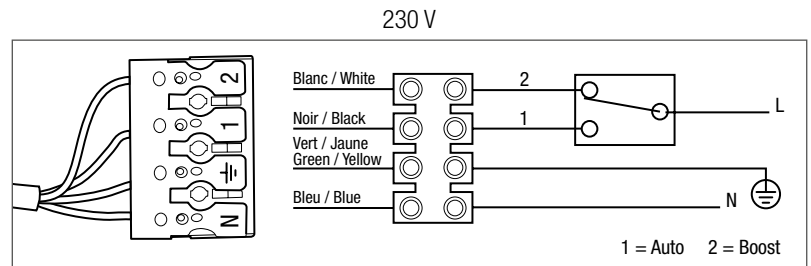 230 V
2
1
N
Blanc / White
Noir / Black
Vert / Jaune
Green / Yellow
Bleu / Blue
2
1
L
N
1 = Auto 2 = Boost